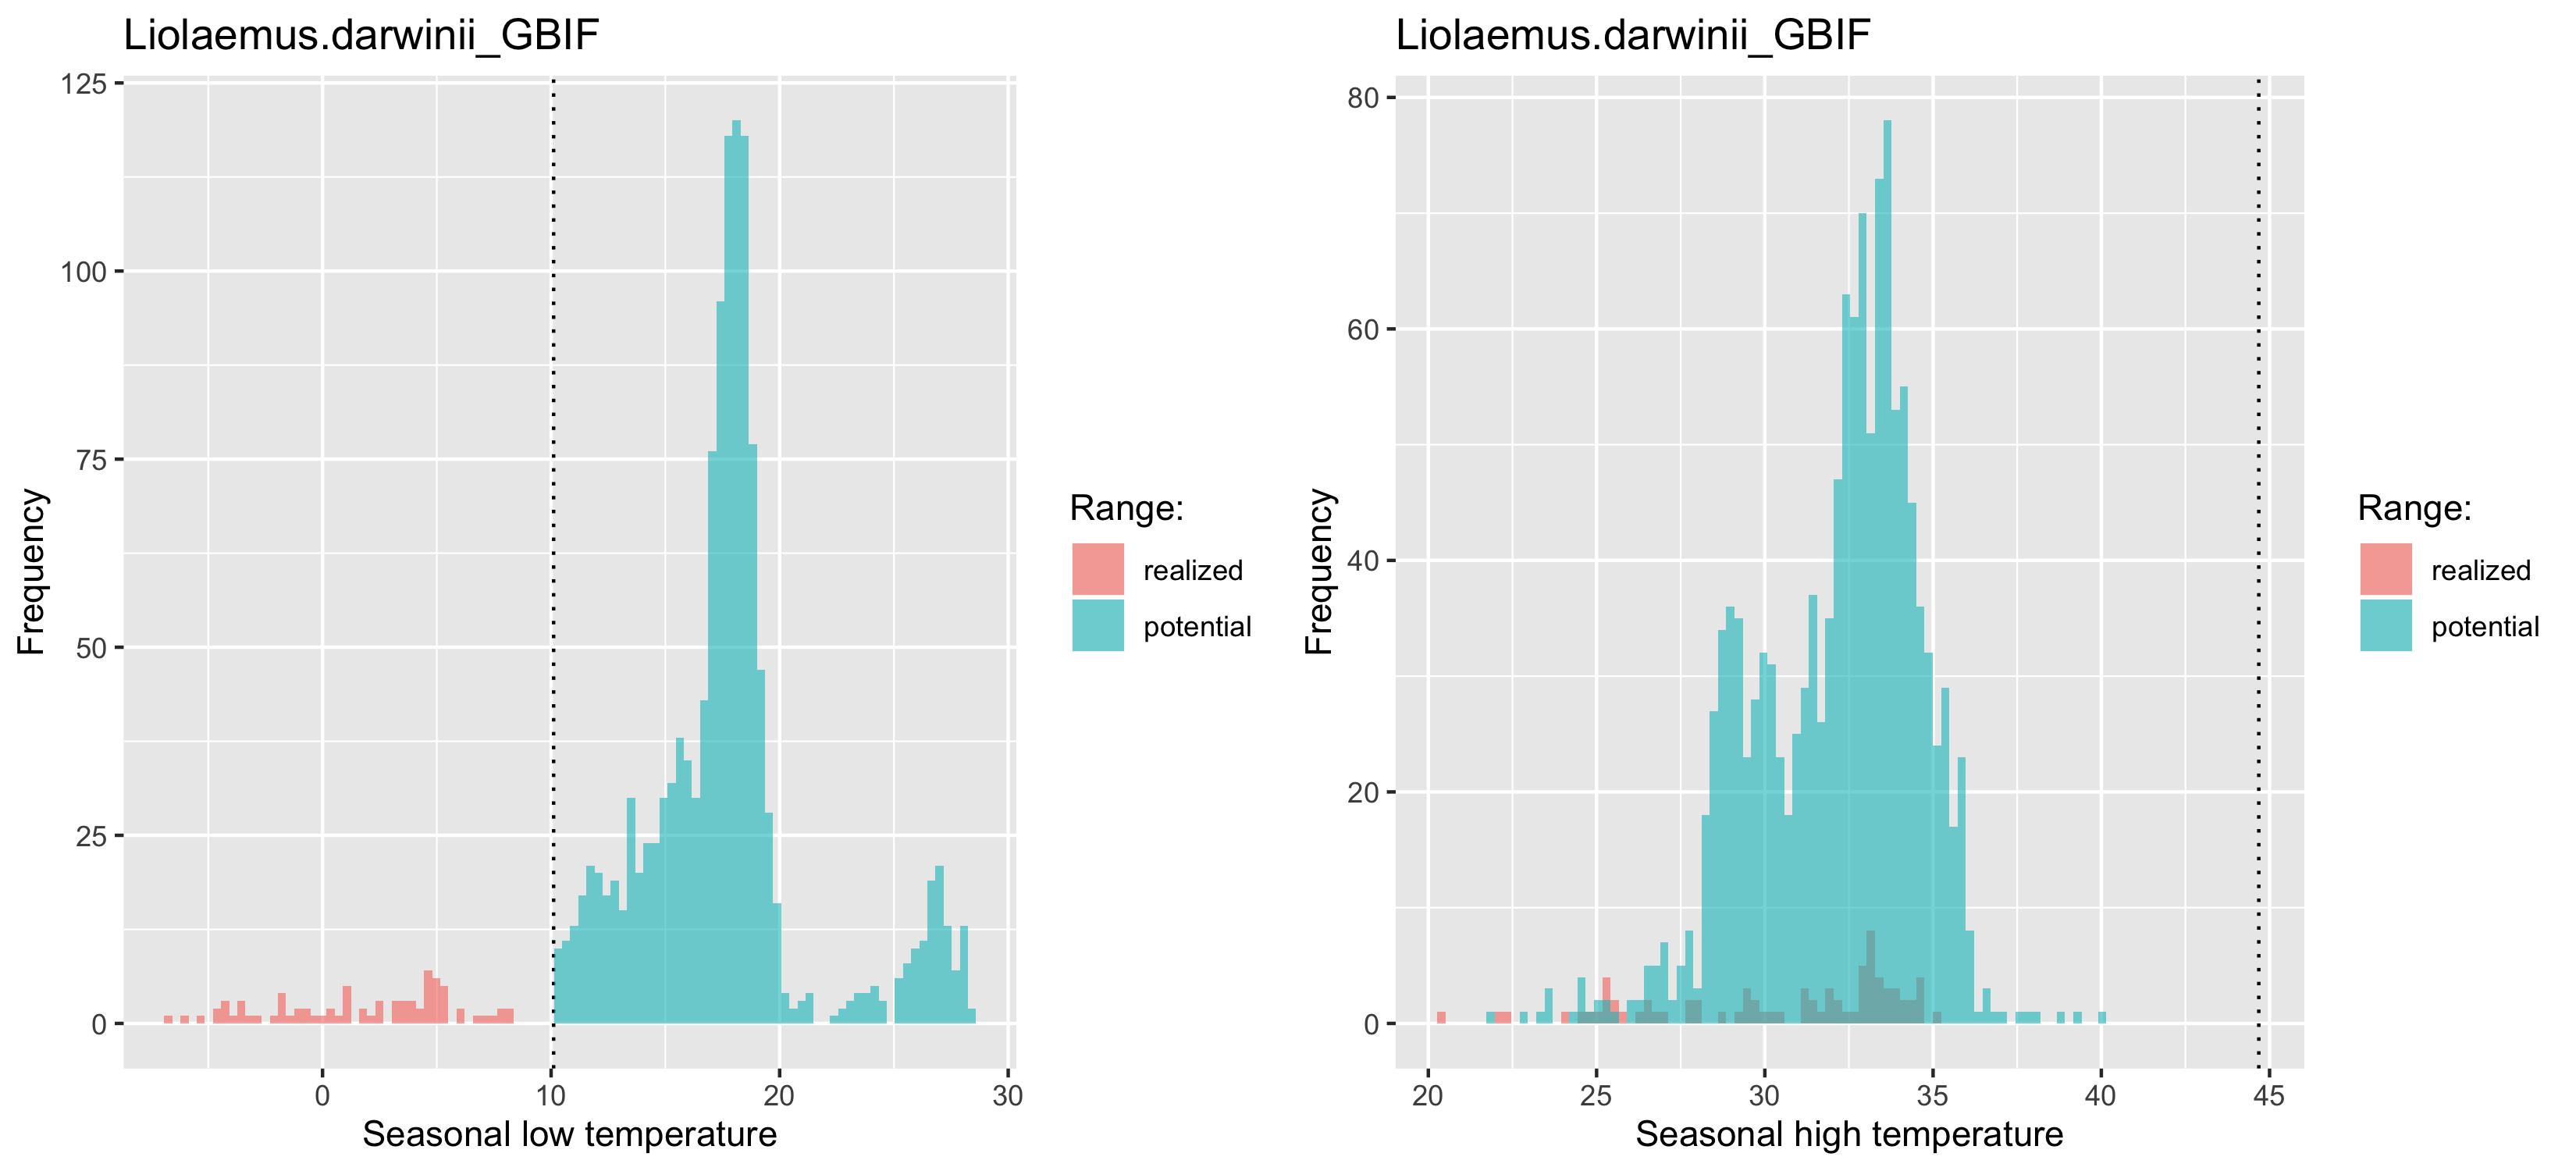 Liolaemus.darwinii_GBIF
125
100
75
50
25
0
Frequency
0 10 20 30
Seasonal low temperature
Range:
realized
potential
Liolaemus.darwinii_GBIF
80
60
40
20
0
Frequency
20 25 30 35 40 45
Seasonal high temperature
Range:
realized
potential